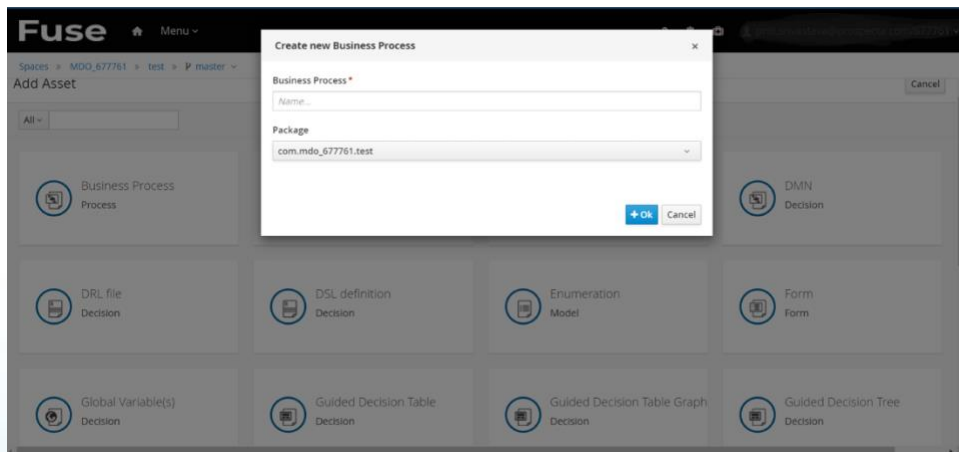 Fuse
Menu
Create new Business Process
×
Spaces » MDO_677761 » test » master
Add Asset
Cancel
Business Process*
Name...
All
Package
com.mdo_677761.test
+ Ok Cancel
Business Process
Process
DMN
Decision
DRL file
Decision
DSL definition
Decision
Enumeration
Model
Form
Form
Global Variable(s)
Decision
Guided Decision Table
Decision
Guided Decision Table Graph
Decision
Guided Decision Tree
Decision